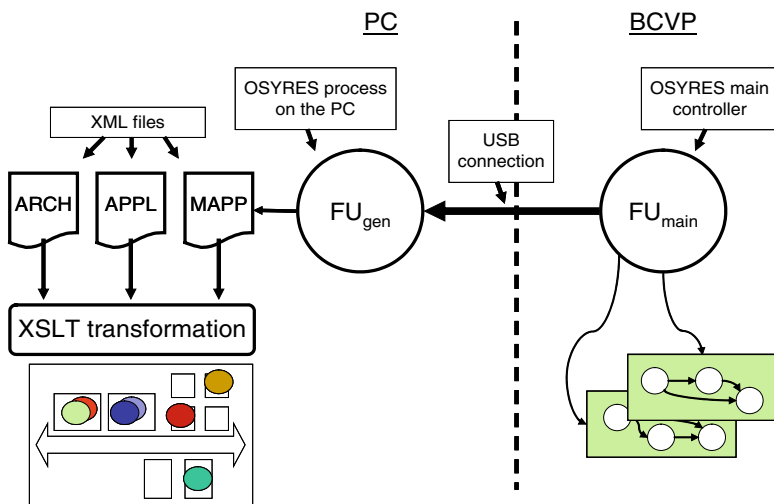 PC
BCVP
OSYRES process
on the PC
OSYRES main
controller
XML files
USB
connection
ARCH
APPL
MAPP
FUgen
FUmain
XSLT transformation